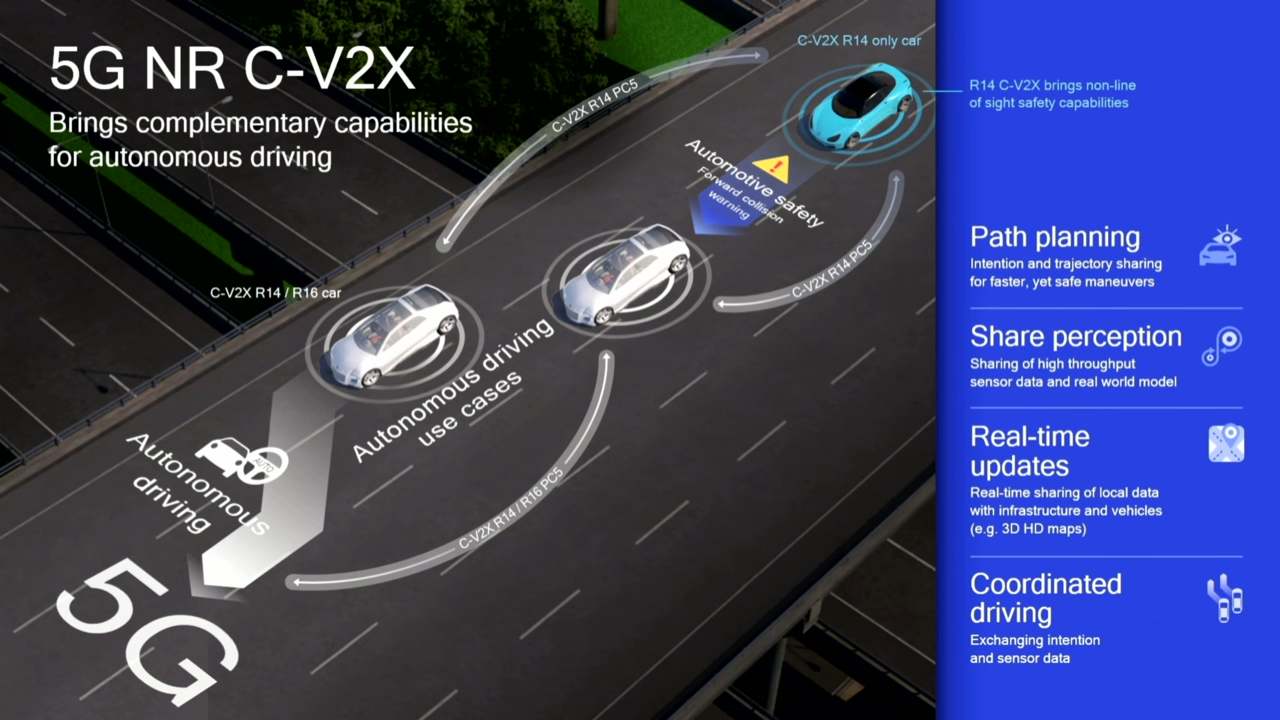 5G NR C-V2X
Brings complementary capabilities
for autonomous driving
C-V2X R14 only car
R14 C-V2X brings non-line
of sight safety capabilities
C-V2X R14 PC5
Automotive safety
Forward collision
warning
C-V2X R14 PC5
C-V2X R14 / R16 car
Autonomous driving
use cases
AUTO
Autonomous
driving
C-V2X R14 / R16 PC5
5G
Path planning
Intention and trajectory sharing
for faster, yet safe maneuvers
Share perception
Sharing of high throughput
sensor data and real world model
Real-time
updates
Real-time sharing of local data
with infrastructure and vehicles
(e.g. 3D HD maps)
Coordinated
driving
Exchanging intention
and sensor data